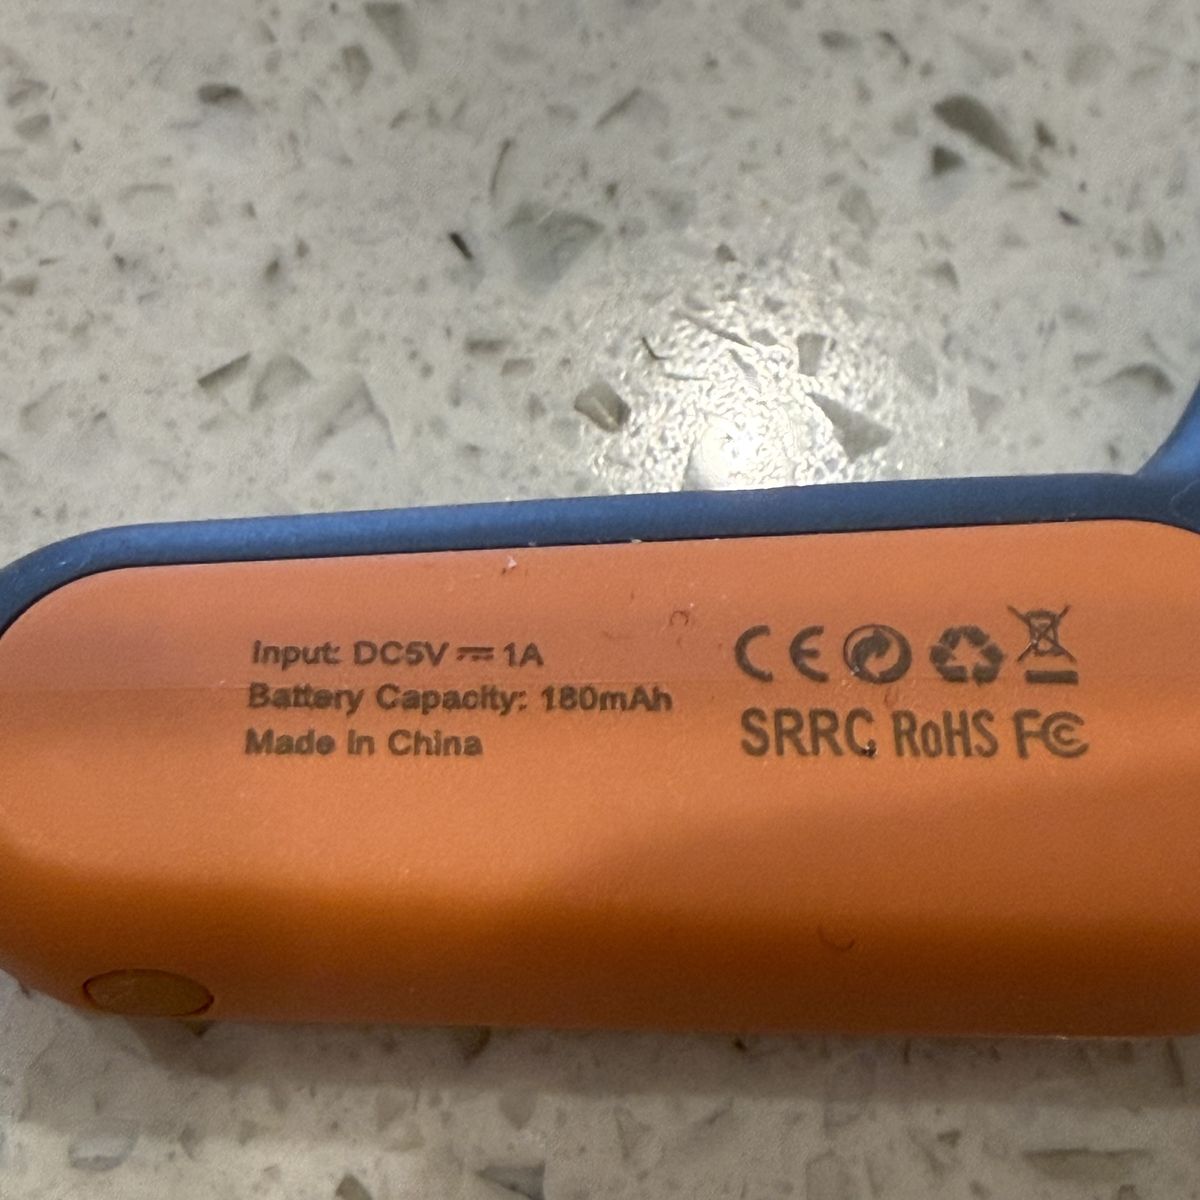 Input: DC5V ⎓ 1A
Battery Capacity: 180mAh
Made in China
CE
SRRC RoHS FC